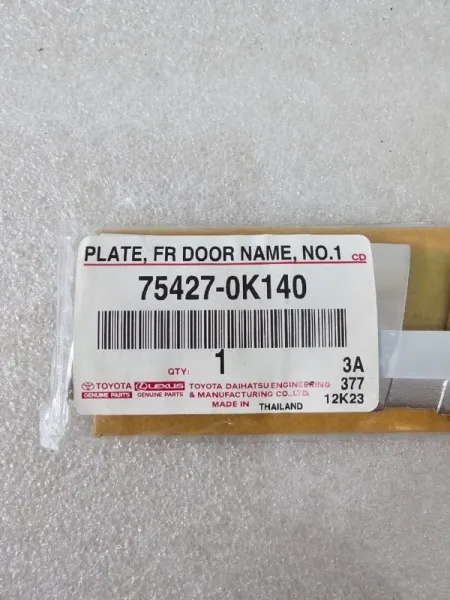 PLATE, FR DOOR NAME, NO.1 CD
75427-0K140
QTY: 1
3A
377
12K23
TOYOTA
GENUINE PARTS
LEXUS
GENUINE PARTS
TOYOTA DAIHATSU ENGINEERING
& MANUFACTURING CO.,LTD.
MADE IN THAILAND